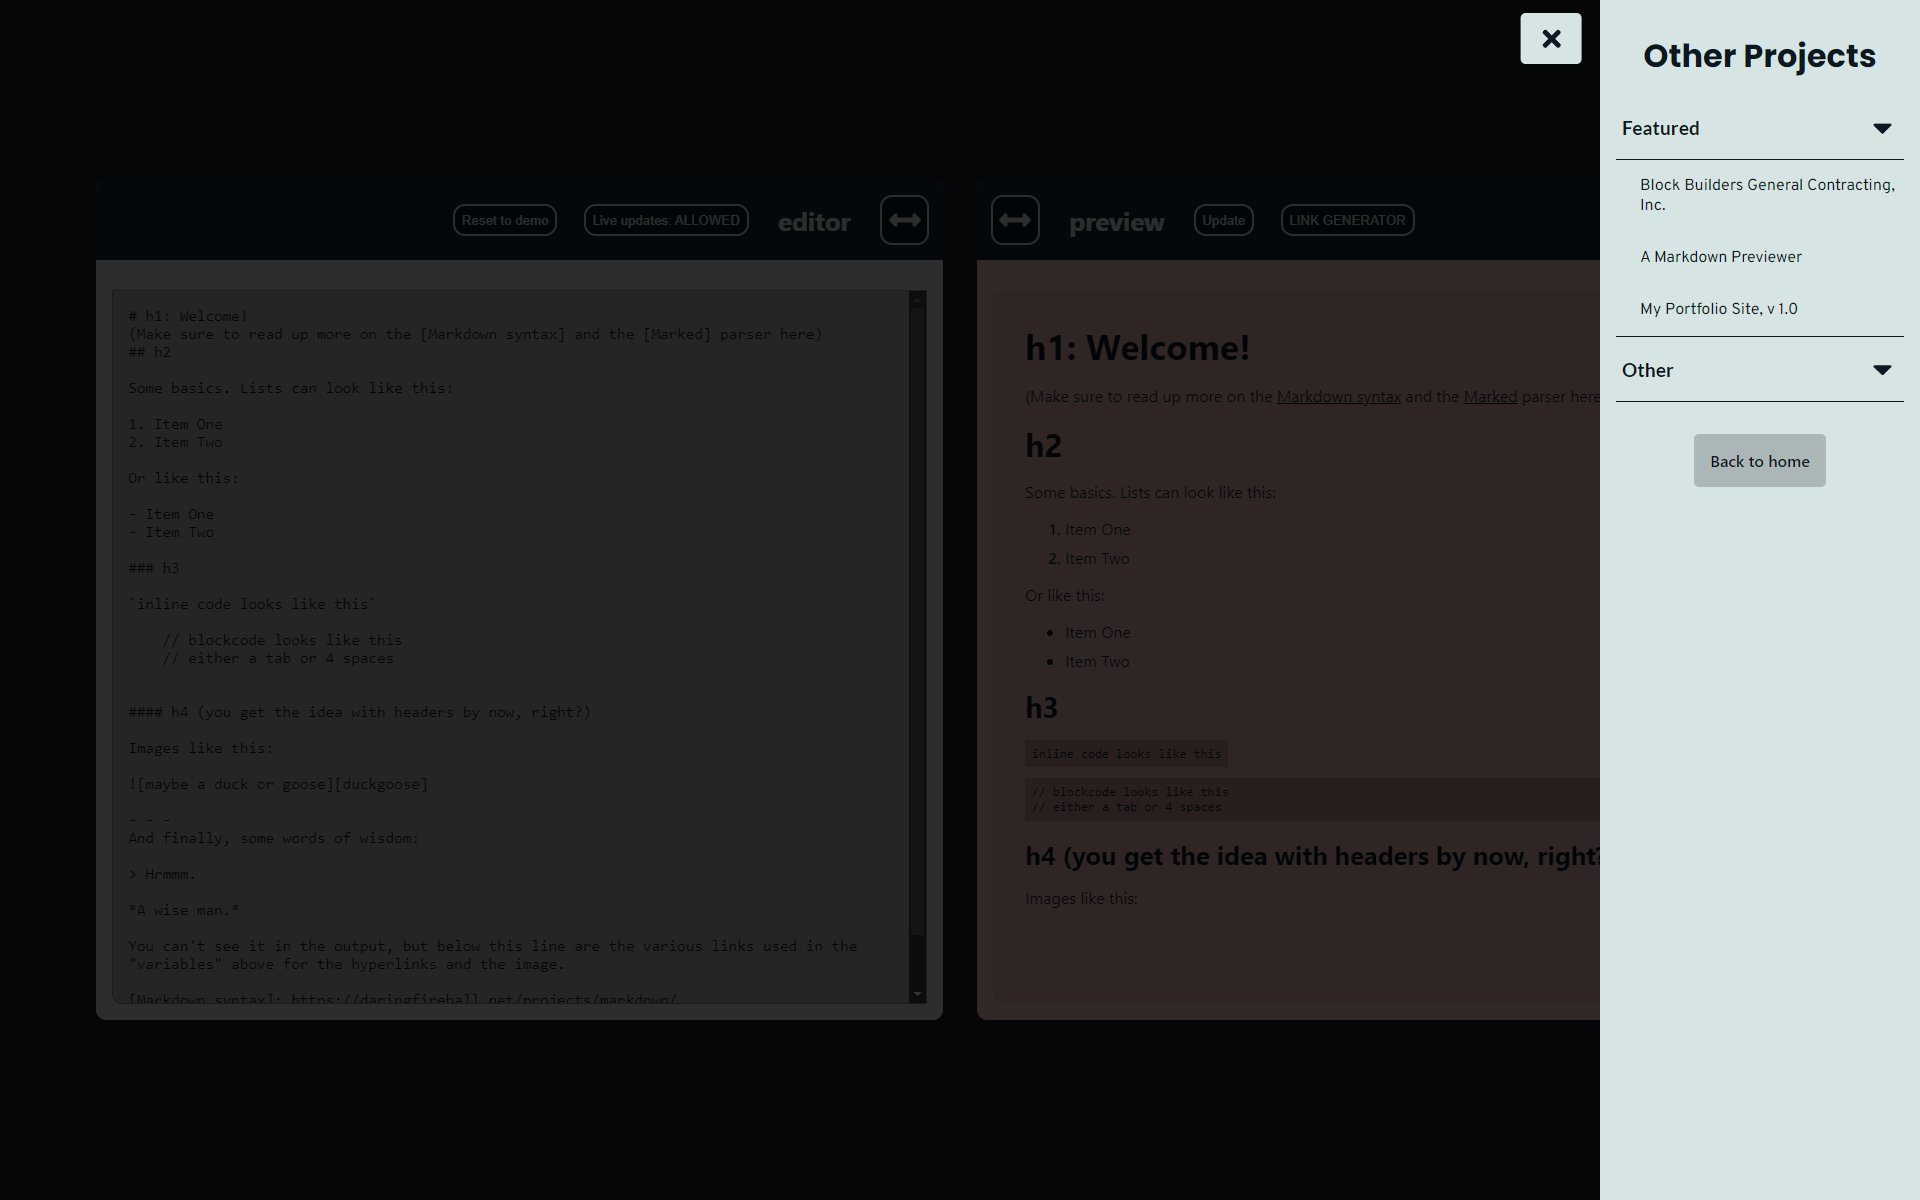 Other Projects
Featured
Block Builders General Contracting,
Inc.
A Markdown Previewer
My Portfolio Site, v 1.0
Other
Back to home
Reset to demo
Live updates: ALLOWED
editor
# h1: Welcome!
(Make sure to read up more on the [Markdown syntax] and the [Marked] parser here)
## h2
Some basics. Lists can look like this:
1. Item One
2. Item Two
Or like this:
- Item One
- Item Two
### h3
`inline code looks like this`
// blockcode looks like this
// either a tab or 4 spaces
#### h4 (you get the idea with headers by now, right?)
Images like this:
![maybe a duck or goose][duckgoose]
- - -
And finally, some words of wisdom:
> Hrmmm.
*A wise man.*
You can't see it in the output, but below this line are the various links used in the
"variables" above for the hyperlinks and the image.
[Markdown syntax]: https://daringfireball.net/projects/markdown/
preview
Update
LINK GENERATOR
h1: Welcome!
(Make sure to read up more on the Markdown syntax and the Marked parser here
h2
Some basics. Lists can look like this:
1. Item One
2. Item Two
Or like this:
• Item One
• Item Two
h3
inline code looks like this
// blockcode looks like this
// either a tab or 4 spaces
h4 (you get the idea with headers by now, right?
Images like this: